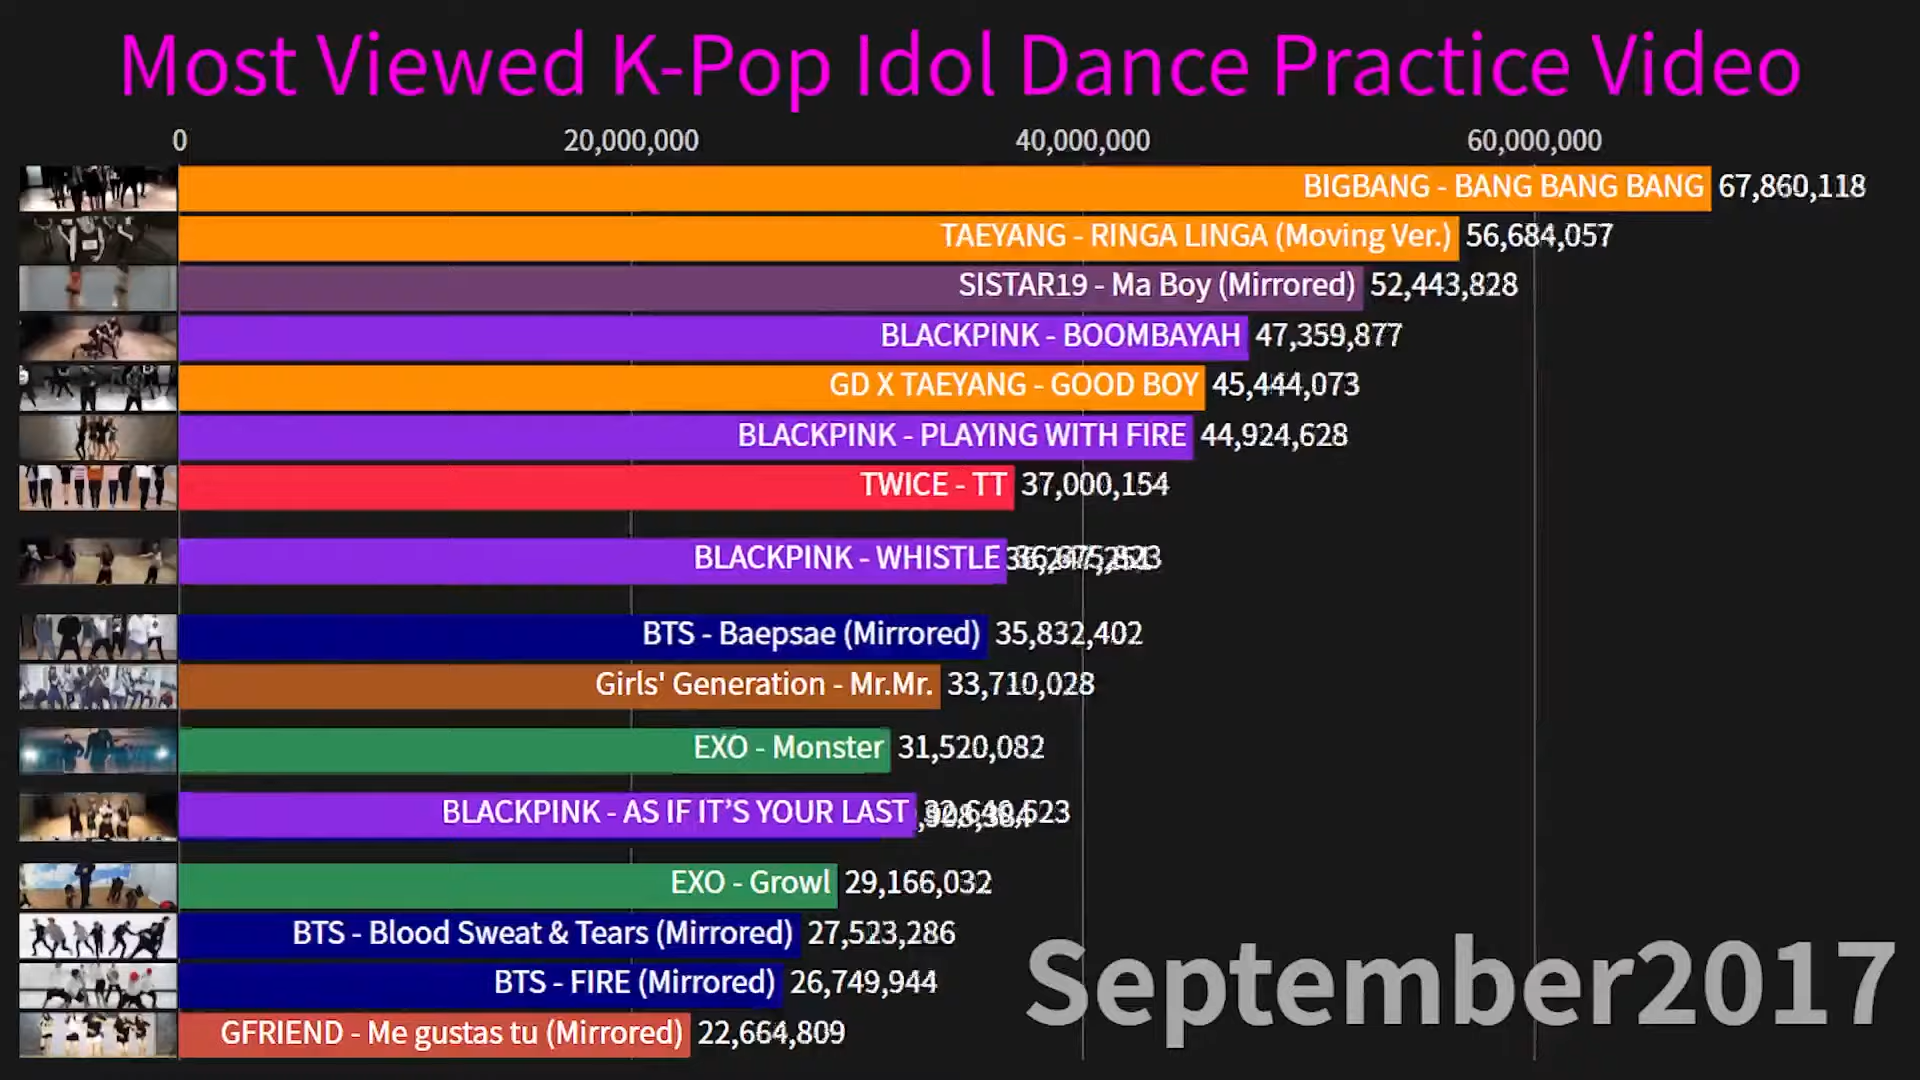 Most Viewed K-Pop Idol Dance Practice Video
0 20,000,000 40,000,000 60,000,000
BIGBANG - BANG BANG BANG 67,860,118
TAEYANG - RINGA LINGA (Moving Ver.) 56,684,057
SISTAR19 - Ma Boy (Mirrored) 52,443,828
BLACKPINK - BOOMBAYAH 47,359,877
GD X TAEYANG - GOOD BOY 45,444,073
BLACKPINK - PLAYING WITH FIRE 44,924,628
TWICE - TT 37,000,154
BLACKPINK - WHISTLE
BTS - Baepsae (Mirrored) 35,832,402
Girls' Generation - Mr.Mr. 33,710,028
EXO - Monster 31,520,082
BLACKPINK - AS IF IT’S YOUR LAST
EXO - Growl 29,166,032
BTS - Blood Sweat & Tears (Mirrored) 27,523,286
BTS - FIRE (Mirrored) 26,749,944
GFRIEND - Me gustas tu (Mirrored) 22,664,809
September2017